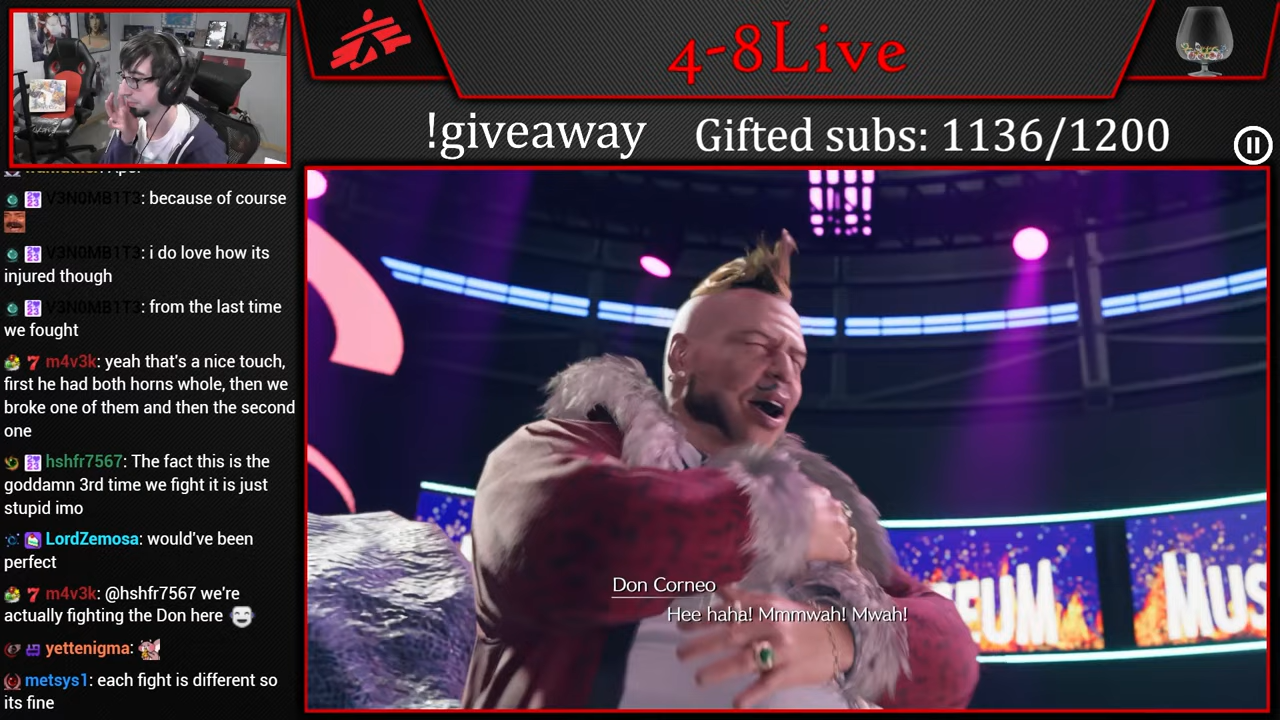 4-8Live
!giveaway
Gifted subs: 1136/1200
V3N0MB1T3: because of course
V3N0MB1T3: i do love how its
injured though
V3N0MB1T3: from the last time
we fought
m4v3k: yeah that's a nice touch,
first he had both horns whole, then we
broke one of them and then the second
one
hshfr7567: The fact this is the
goddamn 3rd time we fight it is just
stupid imo
LordZemosa: would've been
perfect
m4v3k: @hshfr7567 we're
actually fighting the Don here
yettenigma:
metsys1: each fight is different so
its fine
Don Corneo
Hee haha! Mmmwah! Mwah!
EUM
MUS